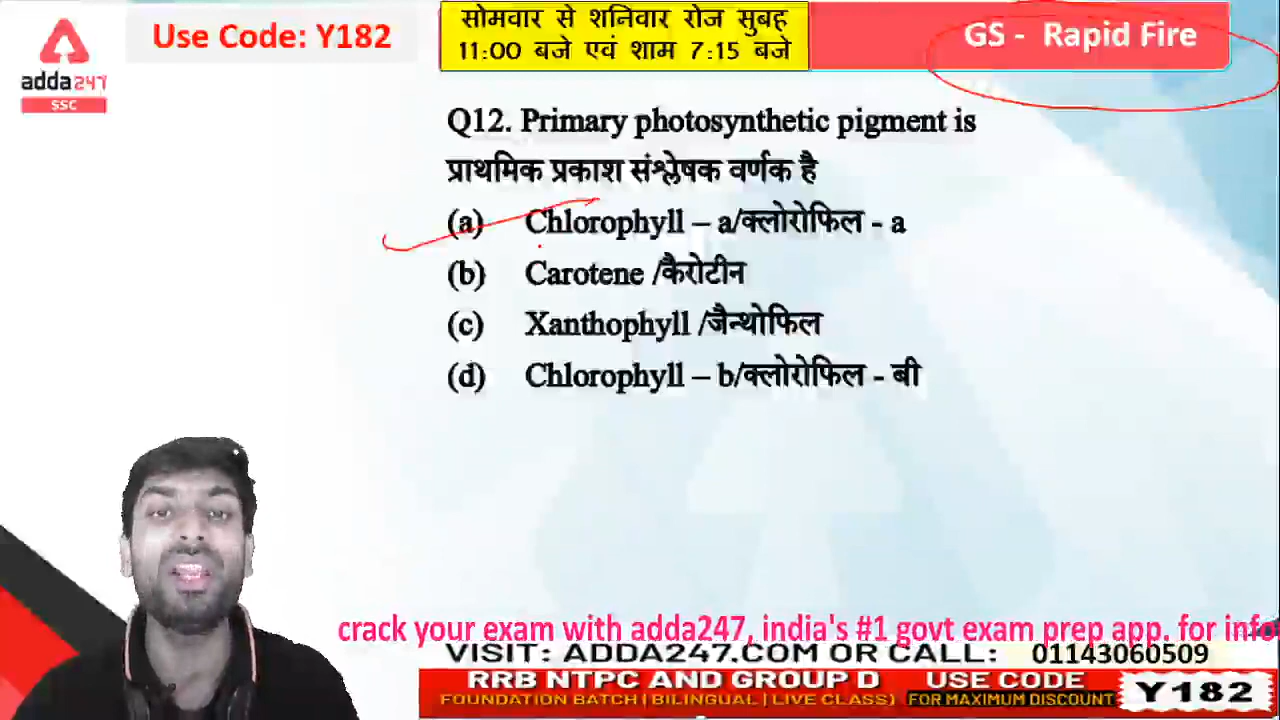 Use Code: Y182
सोमवार से शनिवार रोज सुबह
11:00 बजे एवं शाम 7:15 बजे
GS - Rapid Fire
adda247
SSC
Q12. Primary photosynthetic pigment is
प्राथमिक प्रकाश संश्लेषक वर्णक है
(a) Chlorophyll – a/क्लोरोफिल - a
(b) Carotene /कैरोटीन
(c) Xanthophyll /जैन्थोफिल
(d) Chlorophyll – b/क्लोरोफिल - बी
crack your exam with adda247, india's #1 govt exam prep app. for info
VISIT: ADDA247.COM OR CALL: 01143060509
RRB NTPC AND GROUP D USE CODE
FOUNDATION BATCH | BILINGUAL | LIVE CLASS) FOR MAXIMUM DISCOUNT
Y182